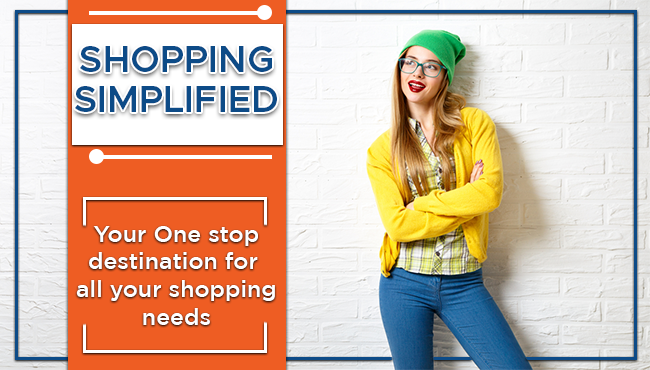 SHOPPING
SIMPLIFIED
Your One stop
destination for
all your shopping
needs